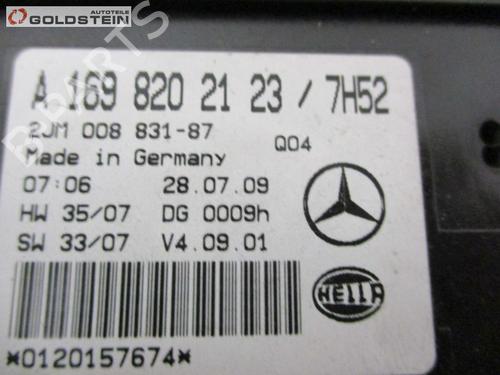 Autoteile
GOLDSTEIN
A 169 820 21 23 / 7H52
2JM 008 831-87
Q04
Made in Germany
07:06 28.07.09
HW 35/07 DG 0009h
SW 33/07 V4.09.01
HELLA
*0120157674*